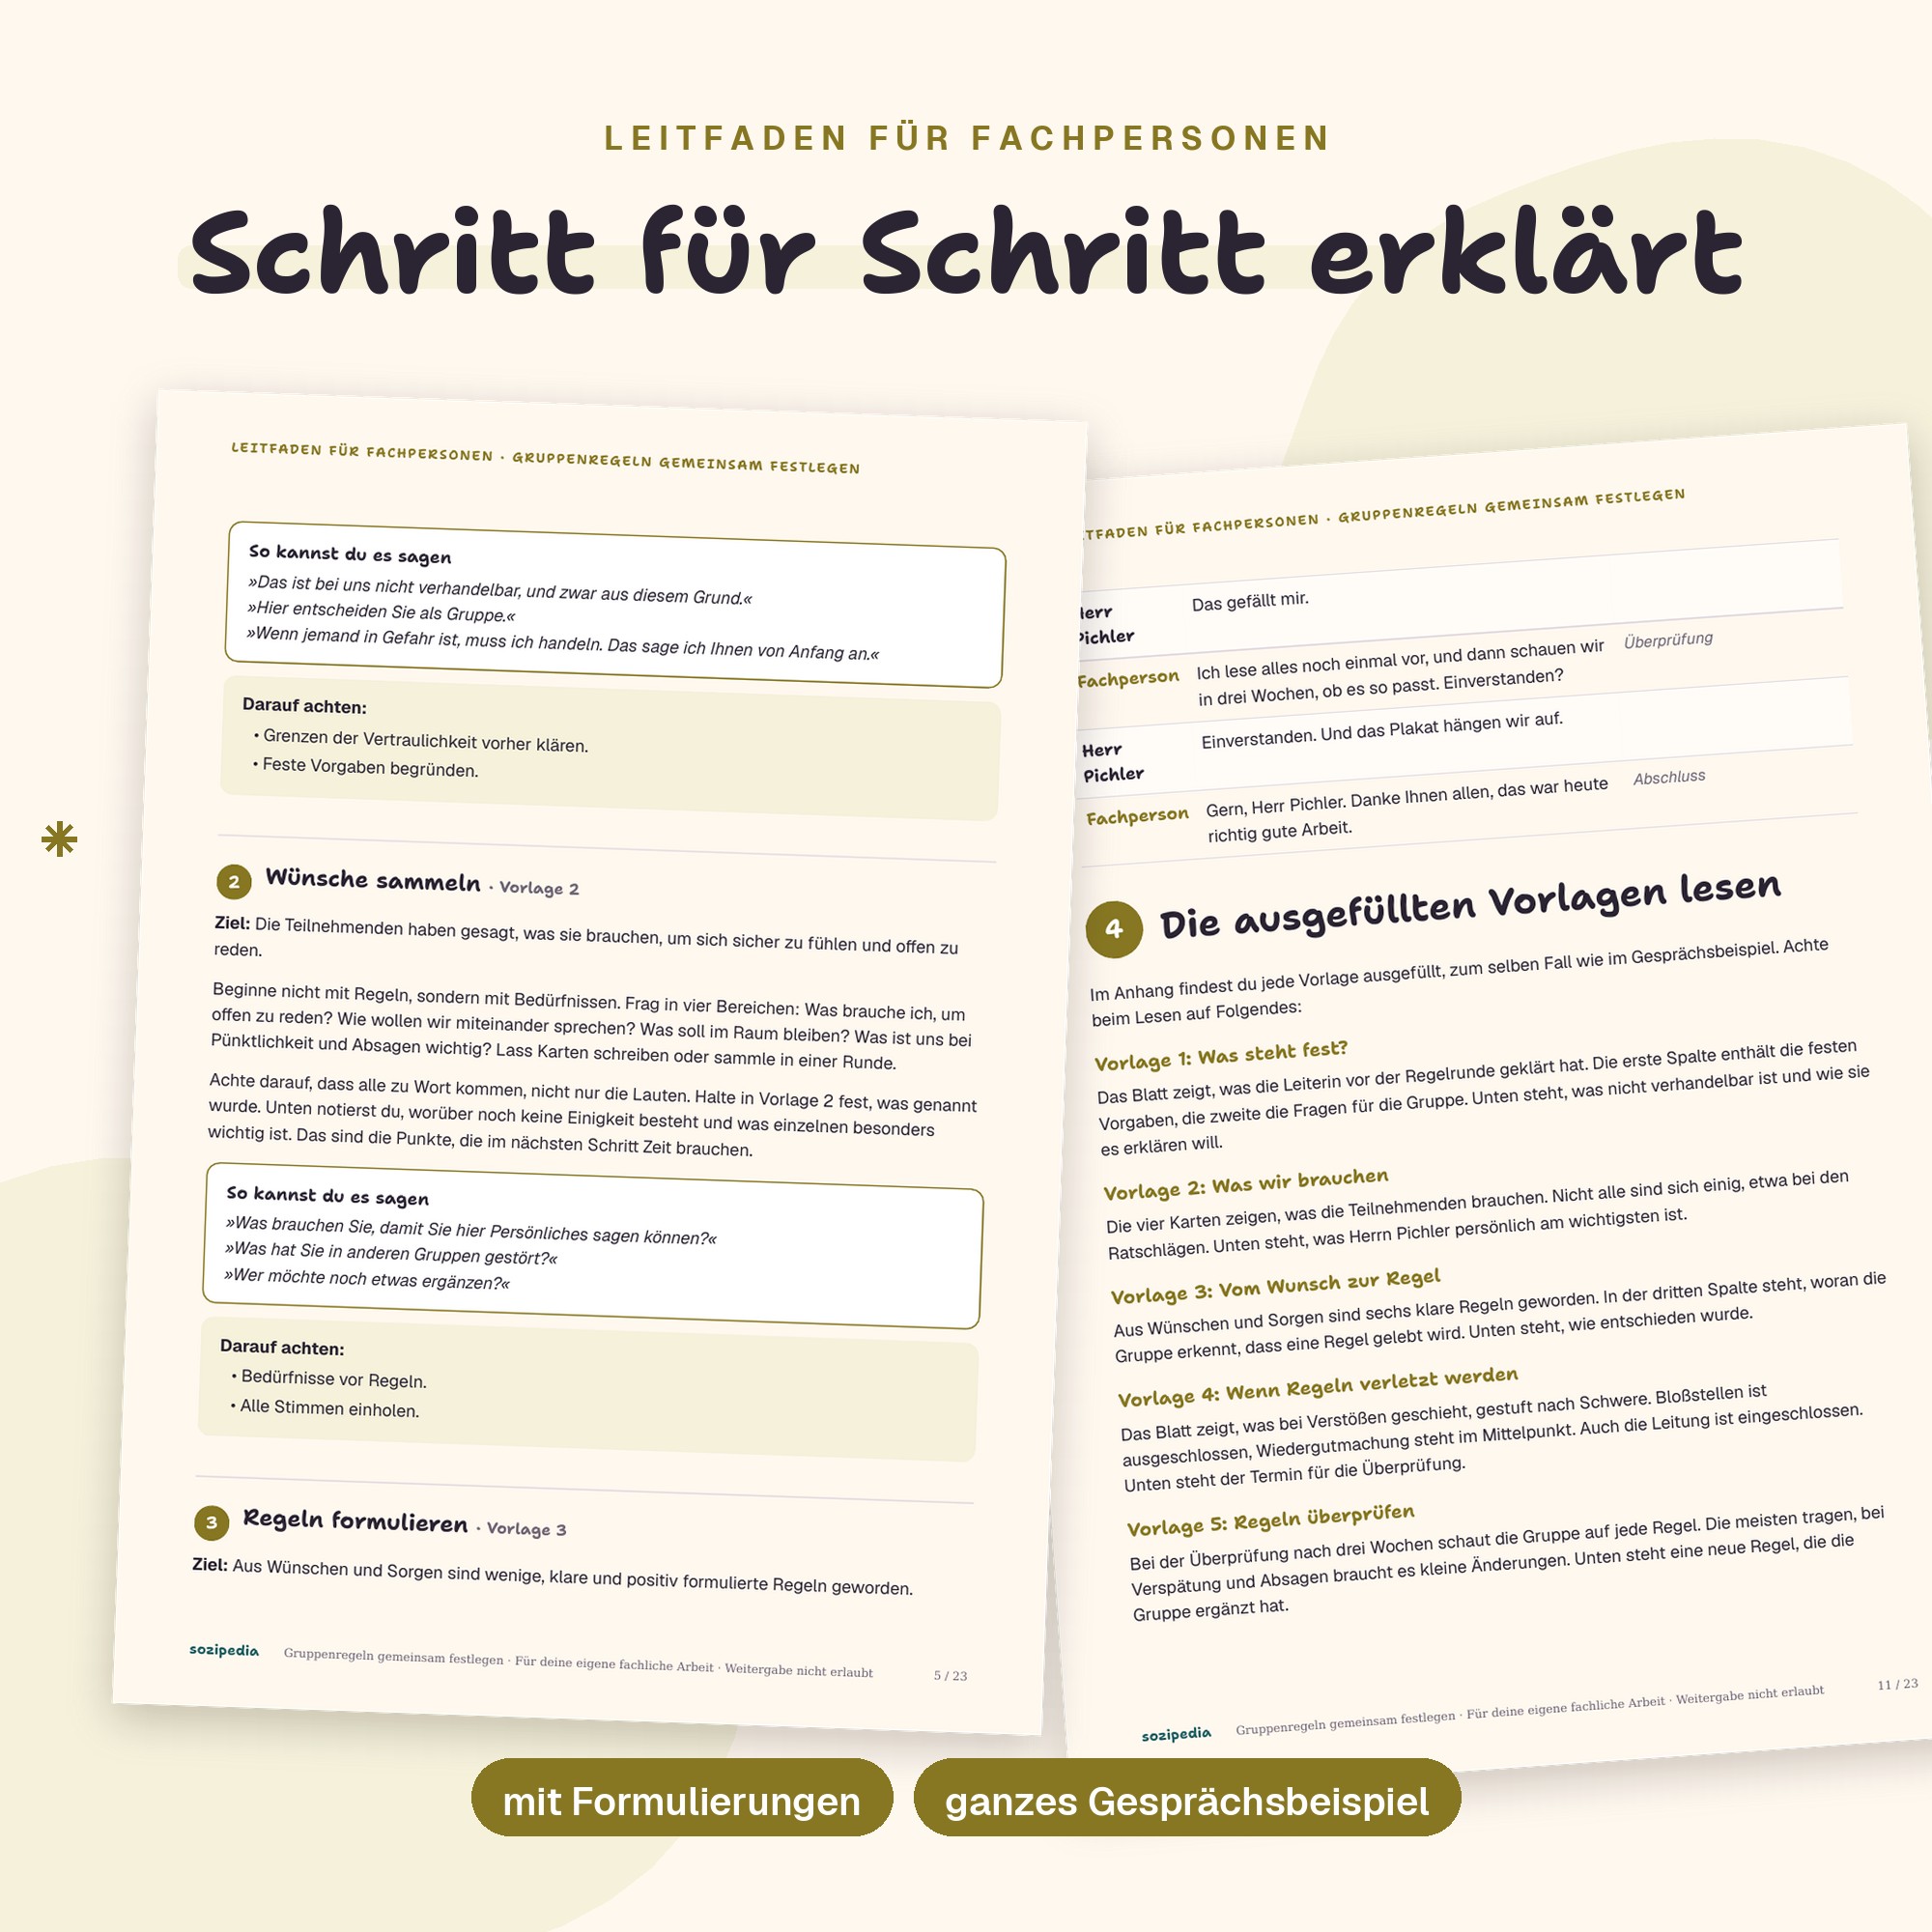 LEITFADEN FÜR FACHPERSONEN
Schritt für Schritt erklärt
LEITFADEN FÜR FACHPERSONEN · GRUPPENREGELN GEMEINSAM FESTLEGEN
So kannst du es sagen
»Das ist bei uns nicht verhandelbar, und zwar aus diesem Grund.«
»Hier entscheiden Sie als Gruppe.«
»Wenn jemand in Gefahr ist, muss ich handeln. Das sage ich Ihnen von Anfang an.«
Darauf achten:
• Grenzen der Vertraulichkeit vorher klären.
• Feste Vorgaben begründen.
2 Wünsche sammeln · Vorlage 2
Ziel: Die Teilnehmenden haben gesagt, was sie brauchen, um sich sicher zu fühlen und offen zu
reden.
Beginne nicht mit Regeln, sondern mit Bedürfnissen. Frag in vier Bereichen: Was brauche ich, um
offen zu reden? Wie wollen wir miteinander sprechen? Was soll im Raum bleiben? Was ist uns bei
Pünktlichkeit und Absagen wichtig? Lass Karten schreiben oder sammle in einer Runde.
Achte darauf, dass alle zu Wort kommen, nicht nur die Lauten. Halte in Vorlage 2 fest, was genannt
wurde. Unten notierst du, worüber noch keine Einigkeit besteht und was einzelnen besonders
wichtig ist. Das sind die Punkte, die im nächsten Schritt Zeit brauchen.
So kannst du es sagen
»Was brauchen Sie, damit Sie hier Persönliches sagen können?«
»Was hat Sie in anderen Gruppen gestört?«
»Wer möchte noch etwas ergänzen?«
Darauf achten:
• Bedürfnisse vor Regeln.
• Alle Stimmen einholen.
3 Regeln formulieren · Vorlage 3
Ziel: Aus Wünschen und Sorgen sind wenige, klare und positiv formulierte Regeln geworden.
sozipedia Gruppenregeln gemeinsam festlegen · Für deine eigene fachliche Arbeit · Weitergabe nicht erlaubt 5 / 23
TFADEN FÜR FACHPERSONEN · GRUPPENREGELN GEMEINSAM FESTLEGEN
Herr Das gefällt mir.
Pichler
Fachperson Ich lese alles noch einmal vor, und dann schauen wir Überprüfung
in drei Wochen, ob es so passt. Einverstanden?
Herr Einverstanden. Und das Plakat hängen wir auf.
Pichler
Fachperson Gern, Herr Pichler. Danke Ihnen allen, das war heute Abschluss
richtig gute Arbeit.
4 Die ausgefüllten Vorlagen lesen
Im Anhang findest du jede Vorlage ausgefüllt, zum selben Fall wie im Gesprächsbeispiel. Achte
beim Lesen auf Folgendes:
Vorlage 1: Was steht fest?
Das Blatt zeigt, was die Leiterin vor der Regelrunde geklärt hat. Die erste Spalte enthält die festen
Vorgaben, die zweite die Fragen für die Gruppe. Unten steht, was nicht verhandelbar ist und wie sie
es erklären will.
Vorlage 2: Was wir brauchen
Die vier Karten zeigen, was die Teilnehmenden brauchen. Nicht alle sind sich einig, etwa bei den
Ratschlägen. Unten steht, was Herrn Pichler persönlich am wichtigsten ist.
Vorlage 3: Vom Wunsch zur Regel
Aus Wünschen und Sorgen sind sechs klare Regeln geworden. In der dritten Spalte steht, woran die
Gruppe erkennt, dass eine Regel gelebt wird. Unten steht, wie entschieden wurde.
Vorlage 4: Wenn Regeln verletzt werden
Das Blatt zeigt, was bei Verstößen geschieht, gestuft nach Schwere. Bloßstellen ist
ausgeschlossen, Wiedergutmachung steht im Mittelpunkt. Auch die Leitung ist eingeschlossen.
Unten steht der Termin für die Überprüfung.
Vorlage 5: Regeln überprüfen
Bei der Überprüfung nach drei Wochen schaut die Gruppe auf jede Regel. Die meisten tragen, bei
Verspätung und Absagen braucht es kleine Änderungen. Unten steht eine neue Regel, die die
Gruppe ergänzt hat.
sozipedia Gruppenregeln gemeinsam festlegen · Für deine eigene fachliche Arbeit · Weitergabe nicht erlaubt 11 / 23
mit Formulierungen
ganzes Gesprächsbeispiel